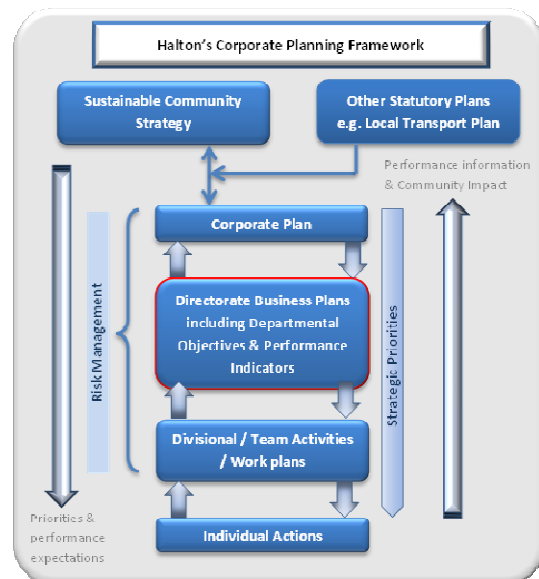 Halton's Corporate Planning Framework
Sustainable Community
Strategy
Other Statutory Plans
e.g. Local Transport Plan
Performance information
& Community Impact
Corporate Plan
Directorate Business Plans
including Departmental
Objectives & Performance
Indicators
Risk Management
Strategic Priorities
Divisional / Team Activities
/ Work plans
Priorities &
performance
expectations
Individual Actions